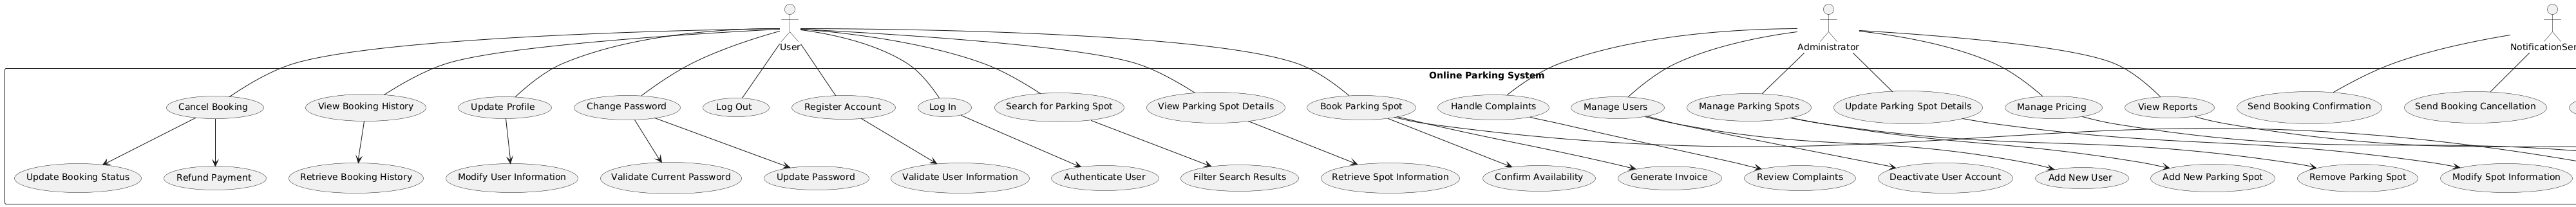 User
Administrator
NotificationSer
Online Parking System
Cancel Booking
View Booking History
Update Profile
Change Password
Log Out
Register Account
Log In
Search for Parking Spot
View Parking Spot Details
Book Parking Spot
Handle Complaints
Manage Users
Manage Parking Spots
Update Parking Spot Details
Manage Pricing
View Reports
Send Booking Confirmation
Send Booking Cancellation
Update Booking Status
Refund Payment
Retrieve Booking History
Modify User Information
Validate Current Password
Update Password
Validate User Information
Authenticate User
Filter Search Results
Retrieve Spot Information
Confirm Availability
Generate Invoice
Review Complaints
Deactivate User Account
Add New User
Add New Parking Spot
Remove Parking Spot
Modify Spot Information